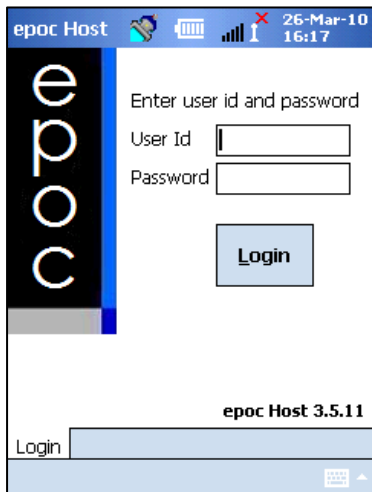 epoc Host
26-Mar-10
16:17
epoc
Enter user id and password
User Id
Password
Login
epoc Host 3.5.11
Login